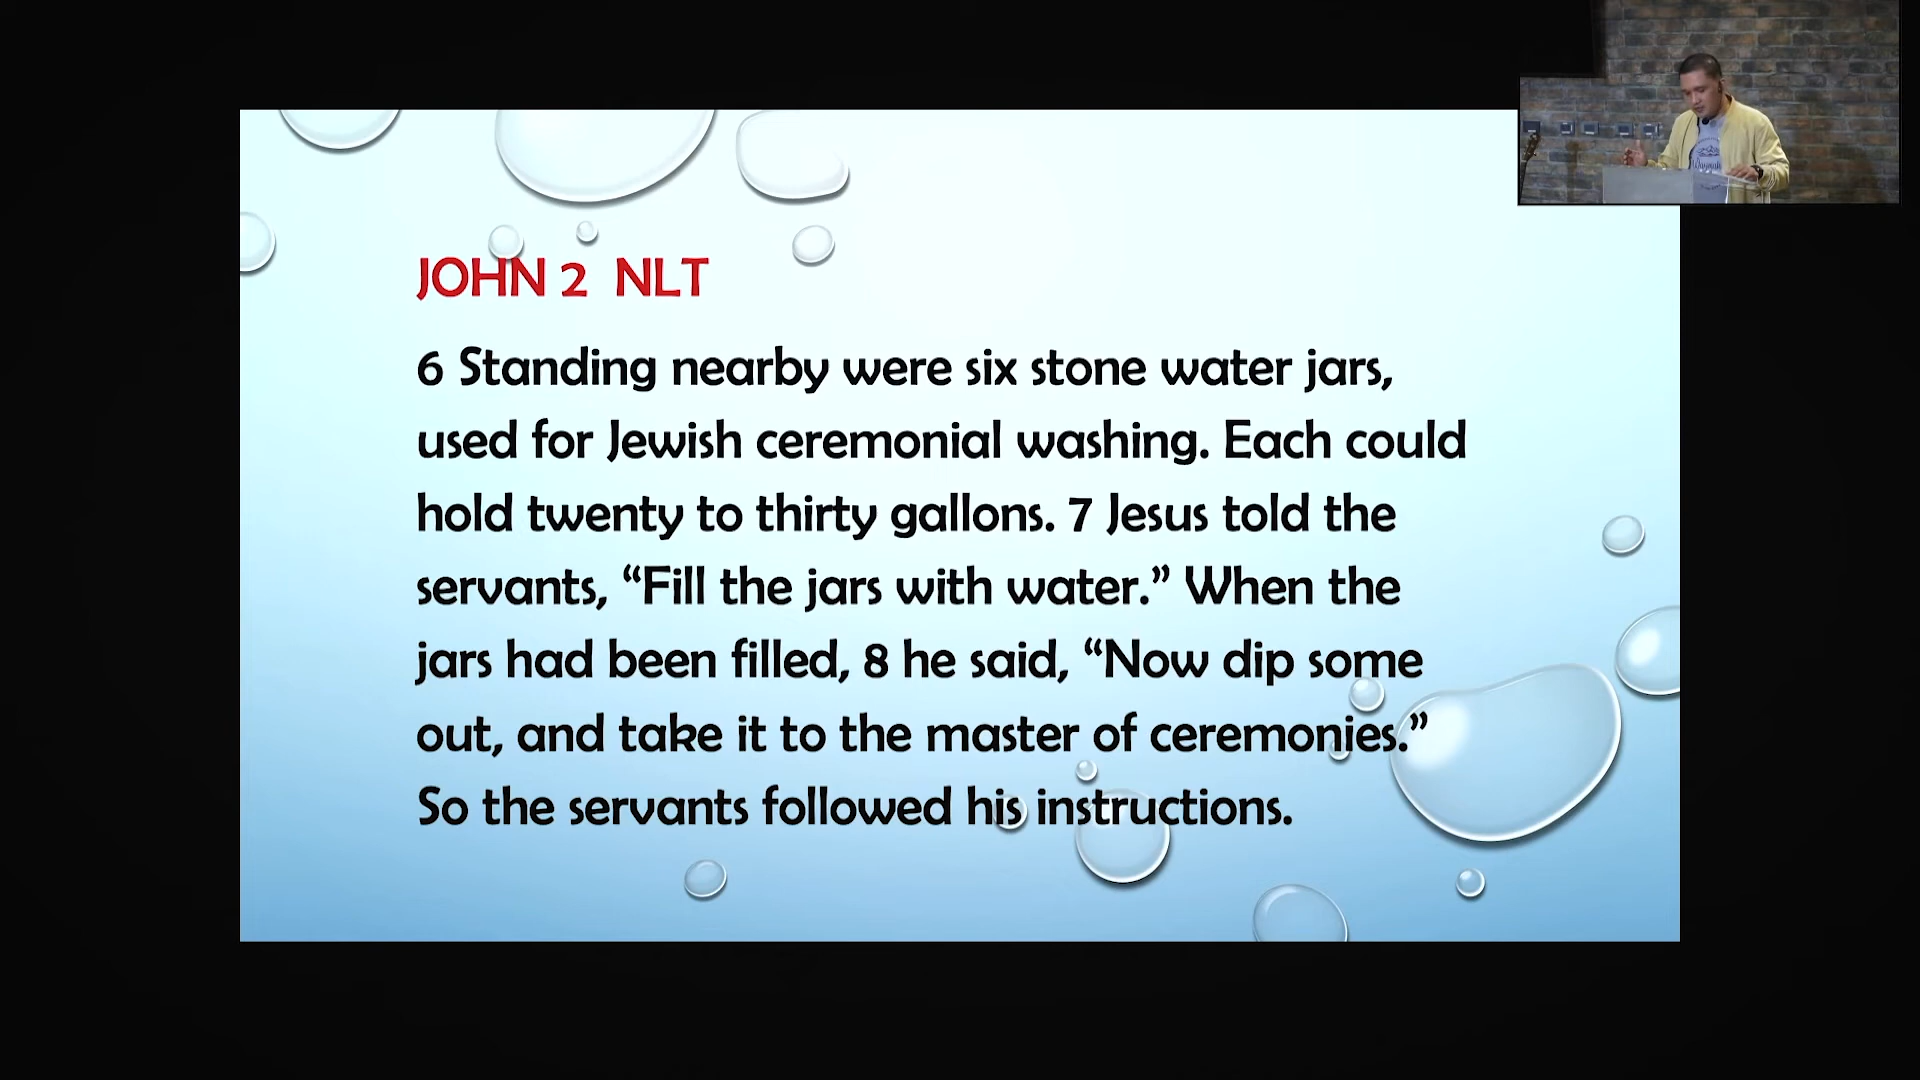 JOHN 2 NLT
6 Standing nearby were six stone water jars,
used for Jewish ceremonial washing. Each could
hold twenty to thirty gallons. 7 Jesus told the
servants, “Fill the jars with water.” When the
jars had been filled, 8 he said, “Now dip some
out, and take it to the master of ceremonies.”
So the servants followed his instructions.